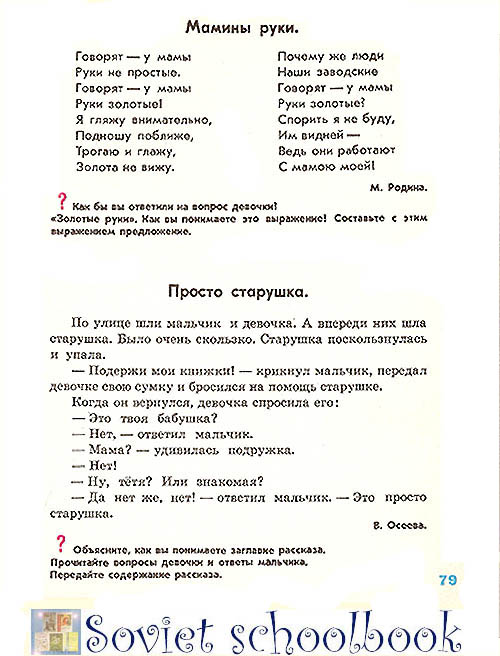 Мамины руки.
Говорят — у мамы
Руки не простые.
Говорят — у мамы
Руки золотые!
Я гляжу внимательно,
Подношу поближе,
Трогаю и глажу,
Золота не вижу.
Почему же люди
Наши заводские
Говорят — у мамы
Руки золотые?
Спорить я не буду,
Им видней —
Ведь они работают
С мамою моей!
М. Родина.
? Как бы вы ответили на вопрос девочки?
«Золотые руки». Как вы понимаете это выражение? Составьте с этим
выражением предложение.
Просто старушка.
По улице шли мальчик и девочка. А впереди них шла
старушка. Было очень скользко. Старушка поскользнулась
и упала.
— Подержи мои книжки! — крикнул мальчик, передал
девочке свою сумку и бросился на помощь старушке.
Когда он вернулся, девочка спросила его:
— Это твоя бабушка?
— Нет, — ответил мальчик.
— Мама? — удивилась подружка.
— Нет!
— Ну, тётя? Или знакомая?
— Да нет же, нет! — ответил мальчик. — Это просто
старушка.
В. Осеева.
? Объясните, как вы понимаете заглавие рассказа.
Прочитайте вопросы девочки и ответы мальчика.
Передайте содержание рассказа.
79
Soviet schoolbook